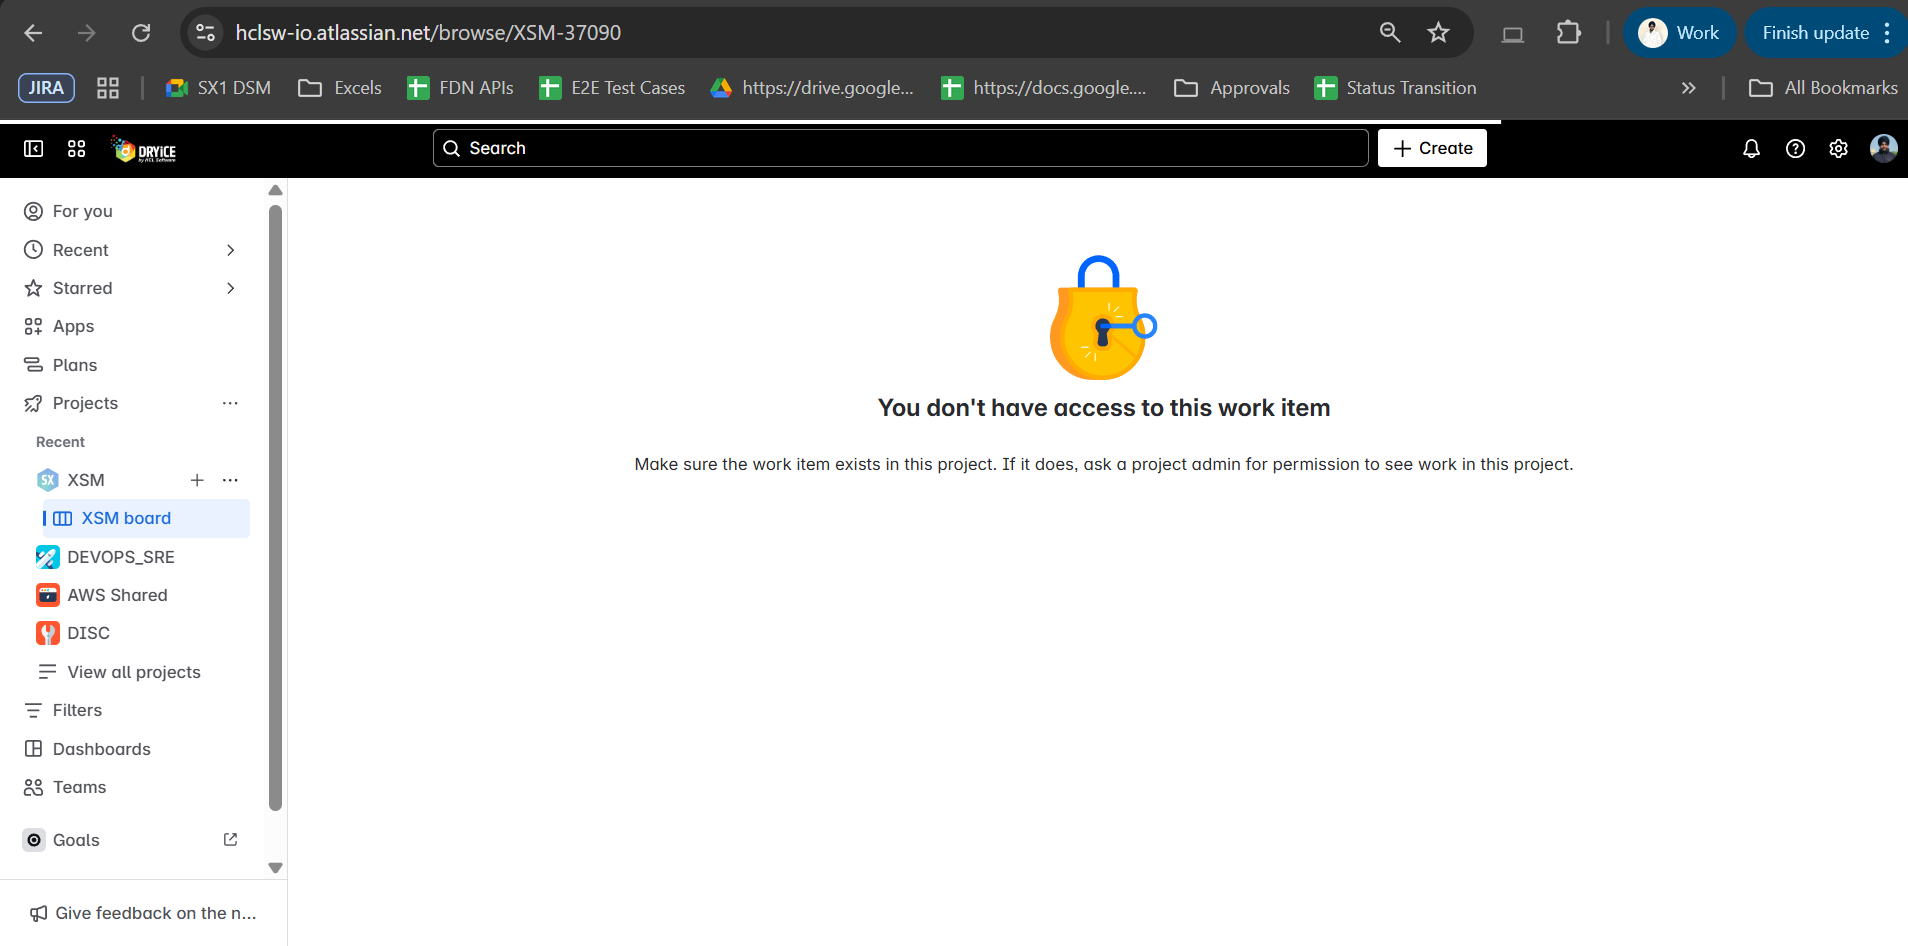 hclsw-io.atlassian.net/browse/XSM-37090
Work
Finish update
JIRA
SX1 DSM
Excels
FDN APIs
E2E Test Cases
https://drive.google...
https://docs.google....
Approvals
Status Transition
All Bookmarks
DRYiCE
by HCL Software
Search
Create
For you
Recent
Starred
Apps
Plans
Projects
Recent
SX XSM
XSM board
DEVOPS_SRE
AWS Shared
DISC
View all projects
Filters
Dashboards
Teams
Goals
Give feedback on the n...
You don't have access to this work item
Make sure the work item exists in this project. If it does, ask a project admin for permission to see work in this project.